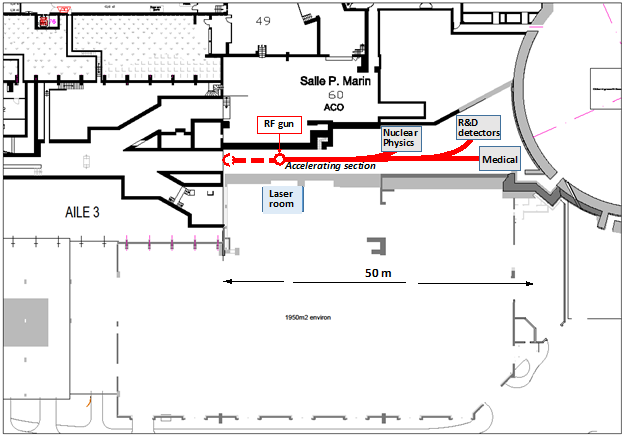 49
Salle P. Marin
60
ACO
RF gun
Nuclear
Physics
R&D
detectors
Medical
Accelerating section
Laser
room
AILE 3
50 m
1950m2 environ